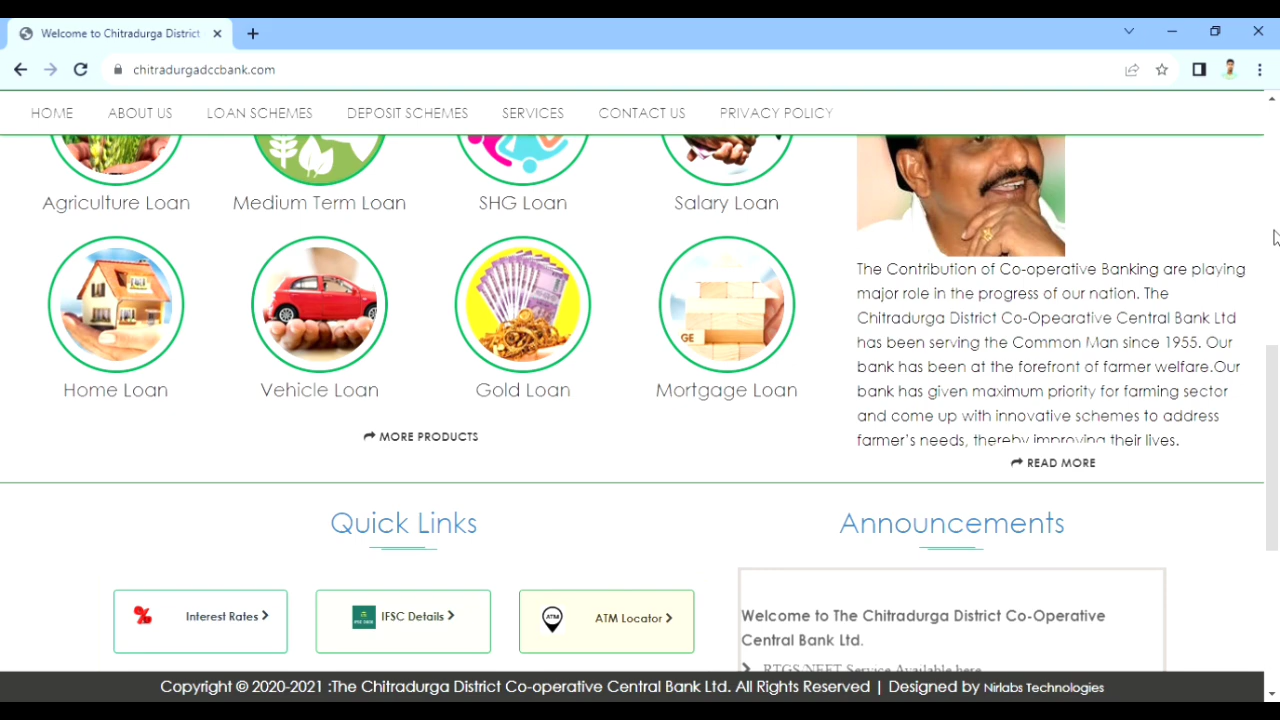 Welcome to Chitradurga District
chitradurgadccbank.com
HOME ABOUT US LOAN SCHEMES DEPOSIT SCHEMES SERVICES CONTACT US PRIVACY POLICY
Agriculture Loan Medium Term Loan SHG Loan Salary Loan
GE
Home Loan Vehicle Loan Gold Loan Mortgage Loan
MORE PRODUCTS
The Contribution of Co-operative Banking are playing
major role in the progress of our nation. The
Chitradurga District Co-Opearative Central Bank Ltd
has been serving the Common Man since 1955. Our
bank has been at the forefront of farmer welfare.Our
bank has given maximum priority for farming sector
and come up with innovative schemes to address
farmer's needs, thereby improving their lives.
READ MORE
Quick Links
Interest Rates IFSC Details ATM ATM Locator
Announcements
Welcome to The Chitradurga District Co-Operative
Central Bank Ltd.
RTGS/NEFT Service Available here
Copyright © 2020-2021 :The Chitradurga District Co-operative Central Bank Ltd. All Rights Reserved | Designed by Nirlabs Technologies